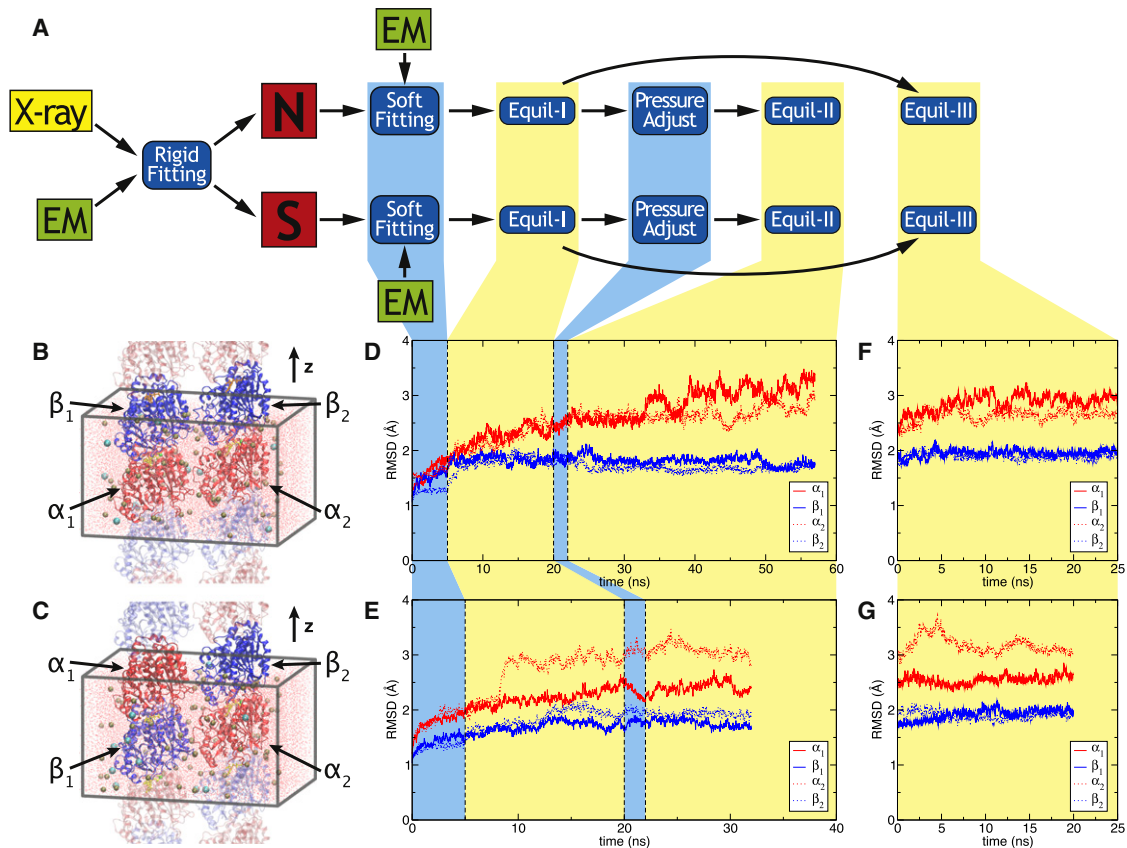 A
EM
X-ray
N
Soft
Fitting
Equil-I
Pressure
Adjust
Equil-II
Equil-III
Rigid
Fitting
EM
S
Soft
Fitting
Equil-I
Pressure
Adjust
Equil-II
Equil-III
EM
B
z
β1
β2
α1
α2
D
4
3
2
1
0
RMSD (Å)
0 10 20 30 40 50 60
time (ns)
α1
β1
α2
β2
F
4
3
2
1
0
RMSD (Å)
0 5 10 15 20 25
time (ns)
α1
β1
α2
β2
C
z
α1
β2
β1
α2
E
4
3
2
1
0
RMSD (Å)
0 10 20 30 40
time (ns)
α1
β1
α2
β2
G
4
3
2
1
0
RMSD (Å)
0 5 10 15 20 25
time (ns)
α1
β1
α2
β2